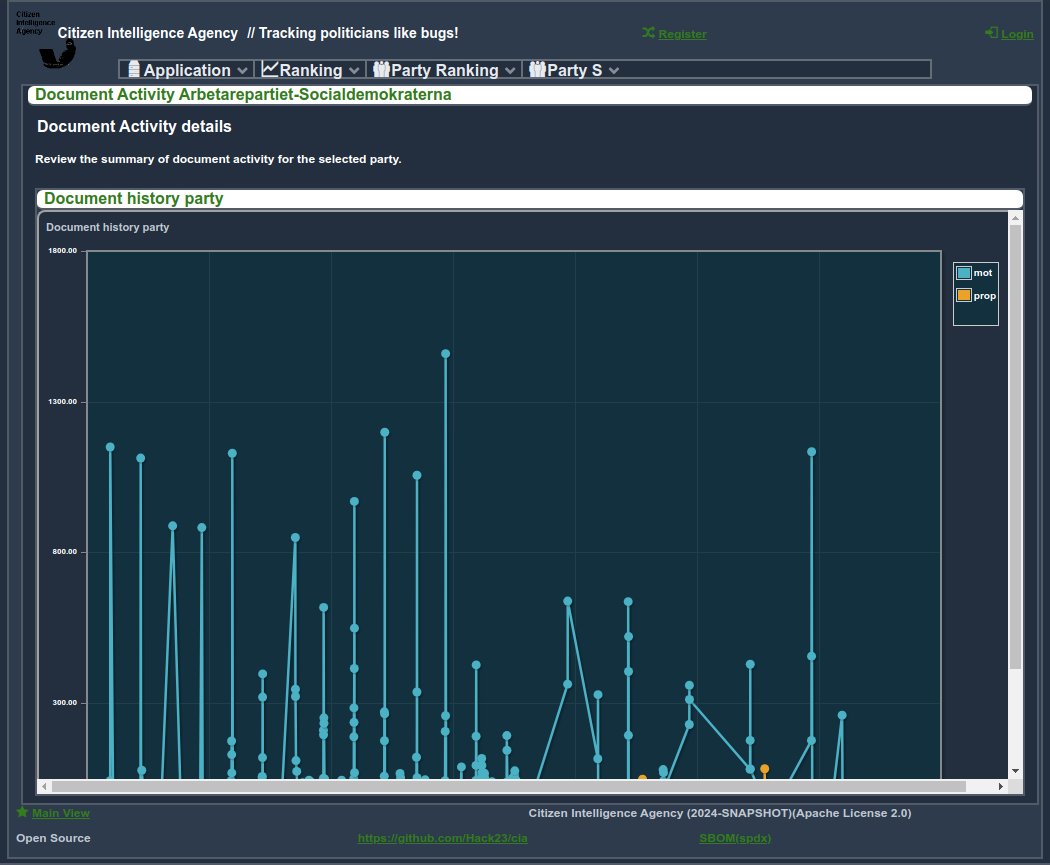 Citizen
Intelligence
Agency
Citizen Intelligence Agency // Tracking politicians like bugs!
Register
Login
Application
Ranking
Party Ranking
Party S
Document Activity Arbetarepartiet-Socialdemokraterna
Document Activity details
Review the summary of document activity for the selected party.
Document history party
Document history party
1800.00
mot
prop
1300.00
800.00
300.00
Main View
Citizen Intelligence Agency (2024-SNAPSHOT)(Apache License 2.0)
Open Source
https://github.com/Hack23/cia
SBOM(spdx)